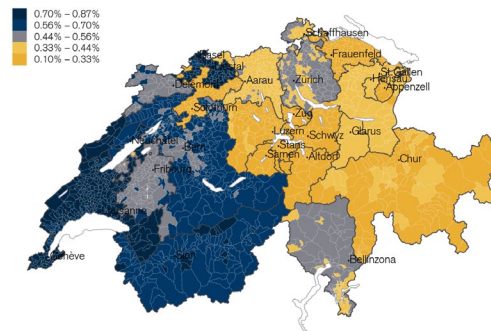 0.70% – 0.87%
0.56% – 0.70%
0.44% – 0.56%
0.33% – 0.44%
0.10% – 0.33%
Schaffhausen
Basel
Frauenfeld
Liestal
Delémont
Aarau
Zürich
St. Gallen
Herisau
Appenzell
Solothurn
Zug
Neuchâtel
Bern
Luzern
Schwyz
Glarus
Stans
Sarnen
Altdorf
Chur
Fribourg
Lausanne
Genève
Sion
Bellinzona